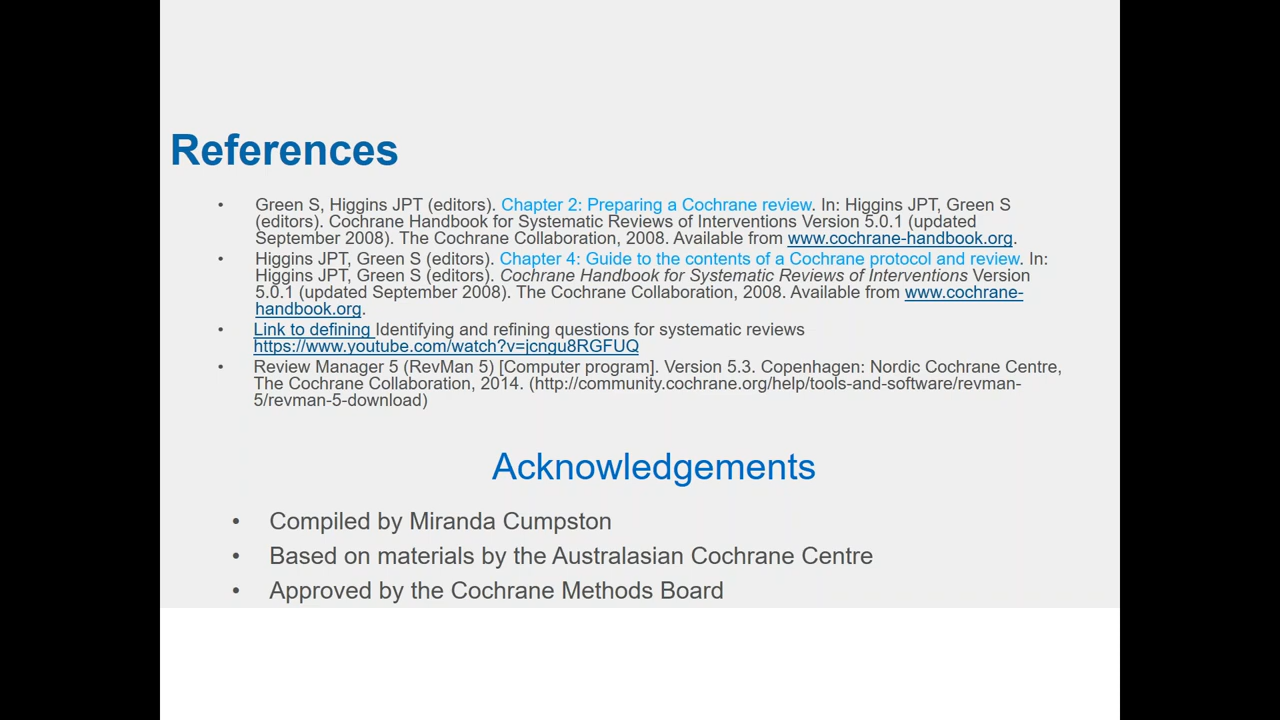 References
• Green S, Higgins JPT (editors). Chapter 2: Preparing a Cochrane review. In: Higgins JPT, Green S
(editors). Cochrane Handbook for Systematic Reviews of Interventions Version 5.0.1 (updated
September 2008). The Cochrane Collaboration, 2008. Available from www.cochrane-handbook.org.
• Higgins JPT, Green S (editors). Chapter 4: Guide to the contents of a Cochrane protocol and review. In:
Higgins JPT, Green S (editors). Cochrane Handbook for Systematic Reviews of Interventions Version
5.0.1 (updated September 2008). The Cochrane Collaboration, 2008. Available from www.cochrane-
handbook.org.
• Link to defining Identifying and refining questions for systematic reviews
https://www.youtube.com/watch?v=jcngu8RGFUQ
• Review Manager 5 (RevMan 5) [Computer program]. Version 5.3. Copenhagen: Nordic Cochrane Centre,
The Cochrane Collaboration, 2014. (http://community.cochrane.org/help/tools-and-software/revman-
5/revman-5-download)
Acknowledgements
• Compiled by Miranda Cumpston
• Based on materials by the Australasian Cochrane Centre
• Approved by the Cochrane Methods Board